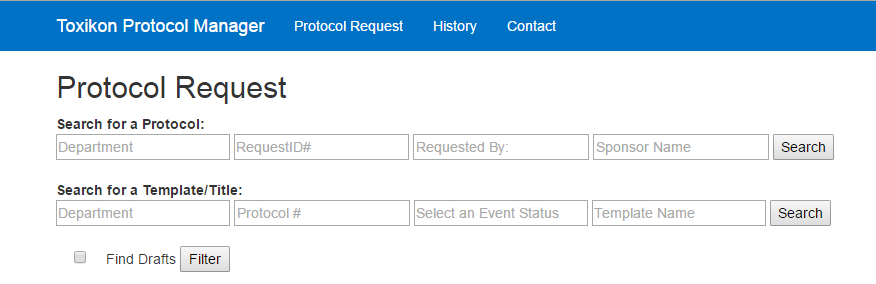 Toxikon Protocol Manager Protocol Request History Contact
Protocol Request
Search for a Protocol:
Department RequestID# Requested By: Sponsor Name Search
Search for a Template/Title:
Department Protocol # Select an Event Status Template Name Search
Find Drafts Filter